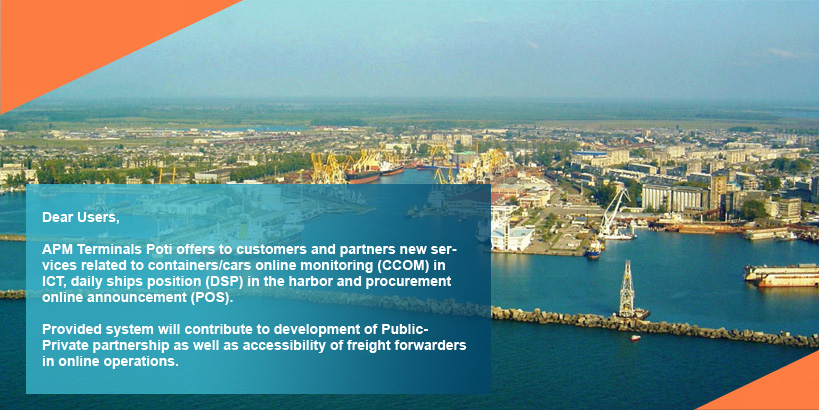 Dear Users,
APM Terminals Poti offers to customers and partners new ser-
vices related to containers/cars online monitoring (CCOM) in
ICT, daily ships position (DSP) in the harbor and procurement
online announcement (POS).
Provided system will contribute to development of Public-
Private partnership as well as accessibility of freight forwarders
in online operations.